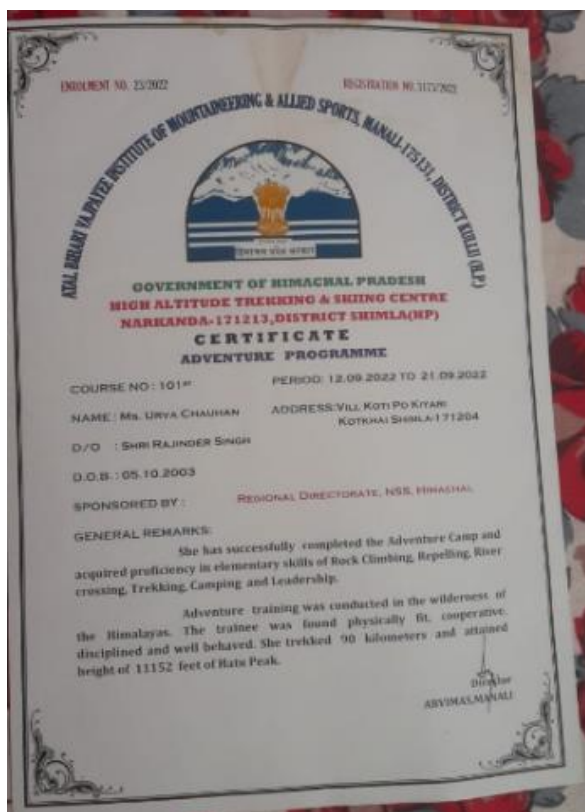 ENROLMENT NO. 23/2022
REGISTRATION NO.3173/2022
ATAL BIHARI VAJPAYEE INSTITUTE OF MOUNTAINEERING & ALLIED SPORTS, MANALI-175131, DISTRICT KULLU (H.P.)
हिमाचल प्रदेश सरकार
GOVERNMENT OF HIMACHAL PRADESH
HIGH ALTITUDE TREKKING & SKIING CENTRE
NARKANDA-171213,DISTRICT SHIMLA(HP)
CERTIFICATE
ADVENTURE PROGRAMME
COURSE NO : 101st
PERIOD: 12.09.2022 TO 21.09.2022
NAME : MS. URVA CHAUHAN
ADDRESS:VILL KOTI PO KYARI
KOTKHAI SHIMLA-171204
D/O : SHRI RAJINDER SINGH
D.O.B. : 05.10.2003
SPONSORED BY :
REGIONAL DIRECTORATE, NSS, HIMACHAL
GENERAL REMARKS:
She has successfully completed the Adventure Camp and
acquired proficiency in elementary skills of Rock Climbing, Repelling, River
crossing, Trekking, Camping and Leadership.
Adventure training was conducted in the wilderness of
the Himalayas. The trainee was found physically fit, cooperative,
disciplined and well behaved. She trekked 90 kilometers and attained
height of 11152 feet of Hatu Peak.
Director
ABVIMAS,MANALI